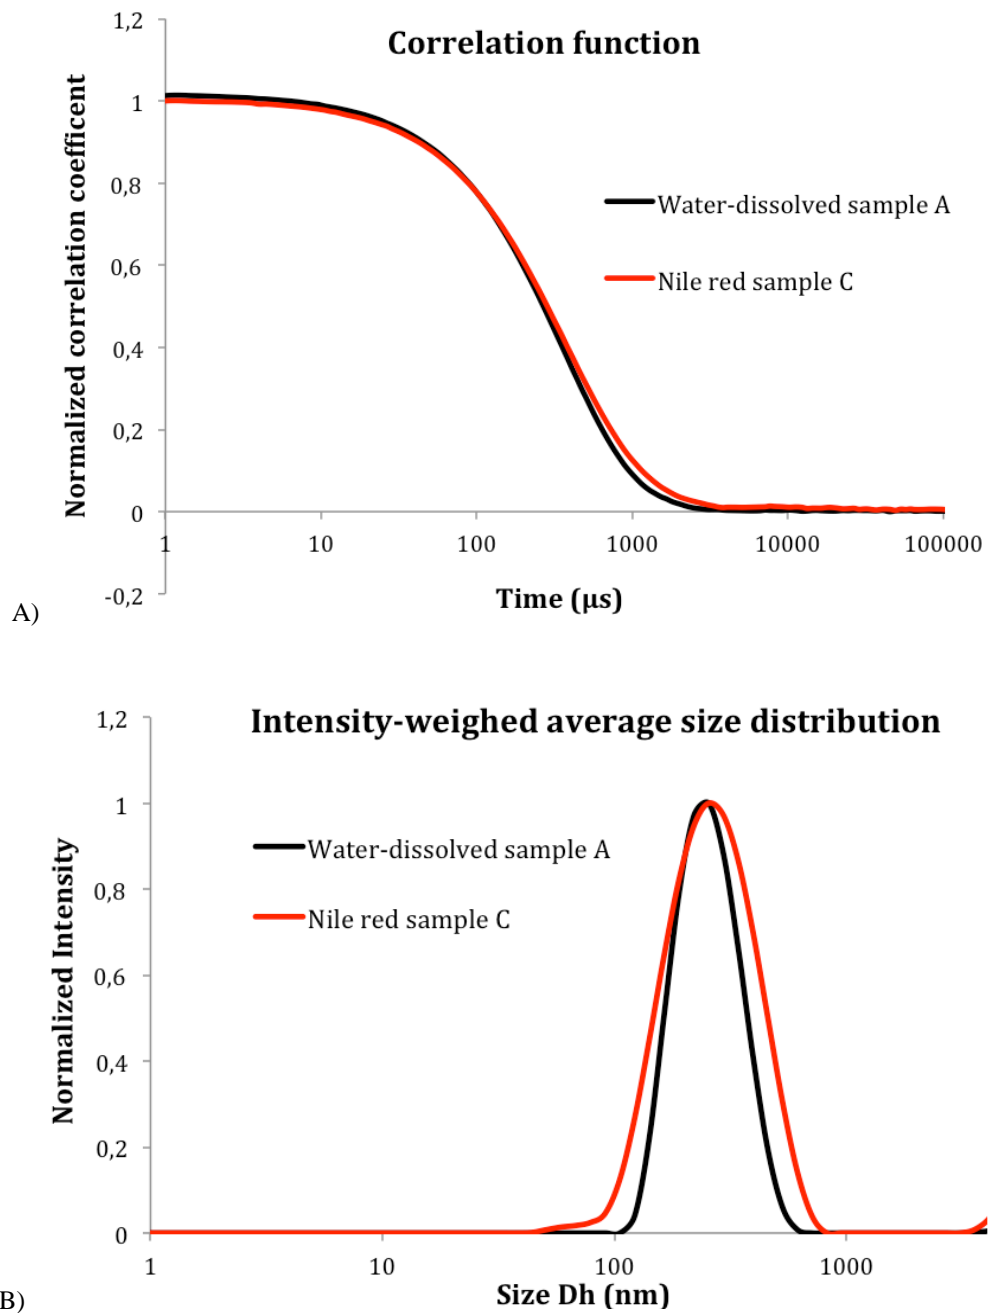 1,2
Correlation function
1
0,8
Water-dissolved sample A
0,6
Nile red sample C
0,4
0,2
0
1 10 100 1000 10000 100000
-0,2
Normalized correlation coefficent
Time (µs)
A)
1,2
Intensity-weighed average size distribution
1
Water-dissolved sample A
0,8
Nile red sample C
0,6
0,4
0,2
0
1 10 100 1000
Normalized Intensity
Size Dh (nm)
B)